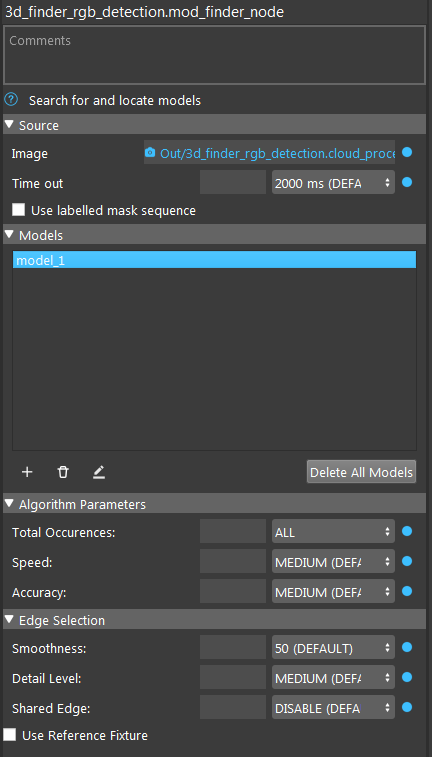 3d_finder_rgb_detection.mod_finder_node
Comments
? Search for and locate models
Source
Image Out/3d_finder_rgb_detection.cloud_proce
Time out 2000 ms (DEFA
Use labelled mask sequence
Models
model_1
+ Delete All Models
Algorithm Parameters
Total Occurences: ALL
Speed: MEDIUM (DEFA
Accuracy: MEDIUM (DEFA
Edge Selection
Smoothness: 50 (DEFAULT)
Detail Level: MEDIUM (DEFA
Shared Edge: DISABLE (DEFA
Use Reference Fixture